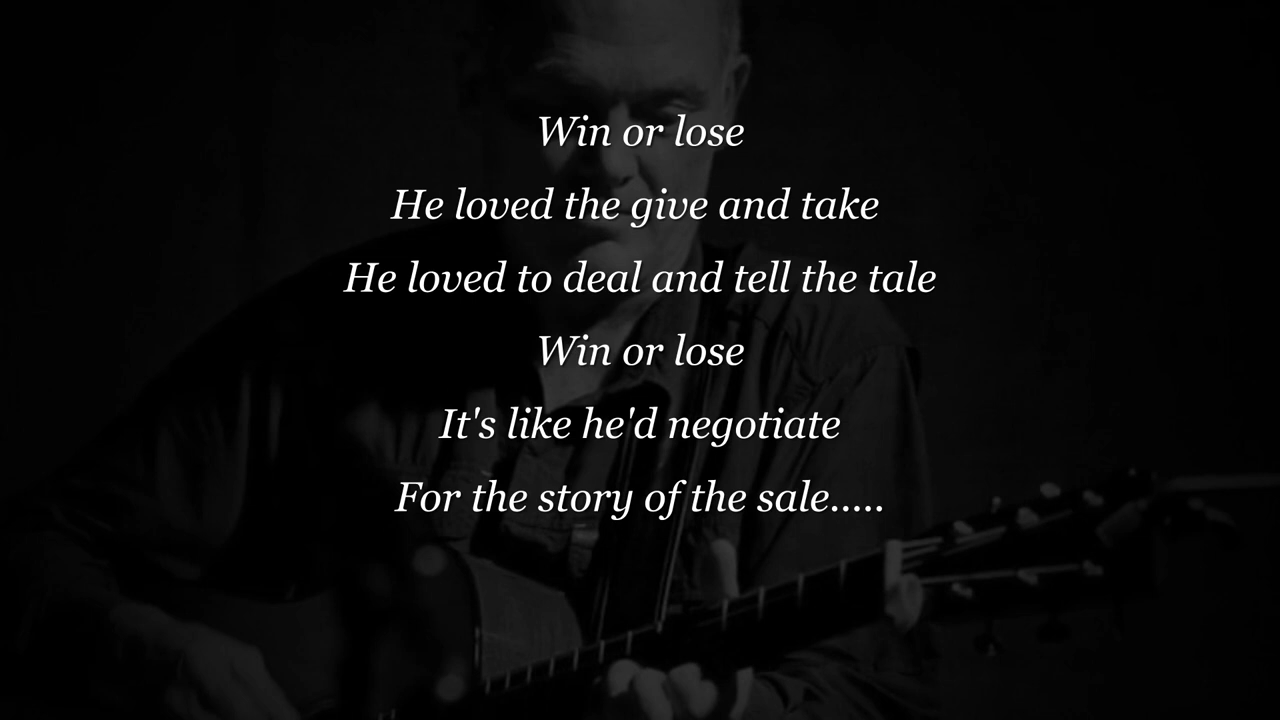 Win or lose
He loved the give and take
He loved to deal and tell the tale
Win or lose
It's like he'd negotiate
For the story of the sale.....